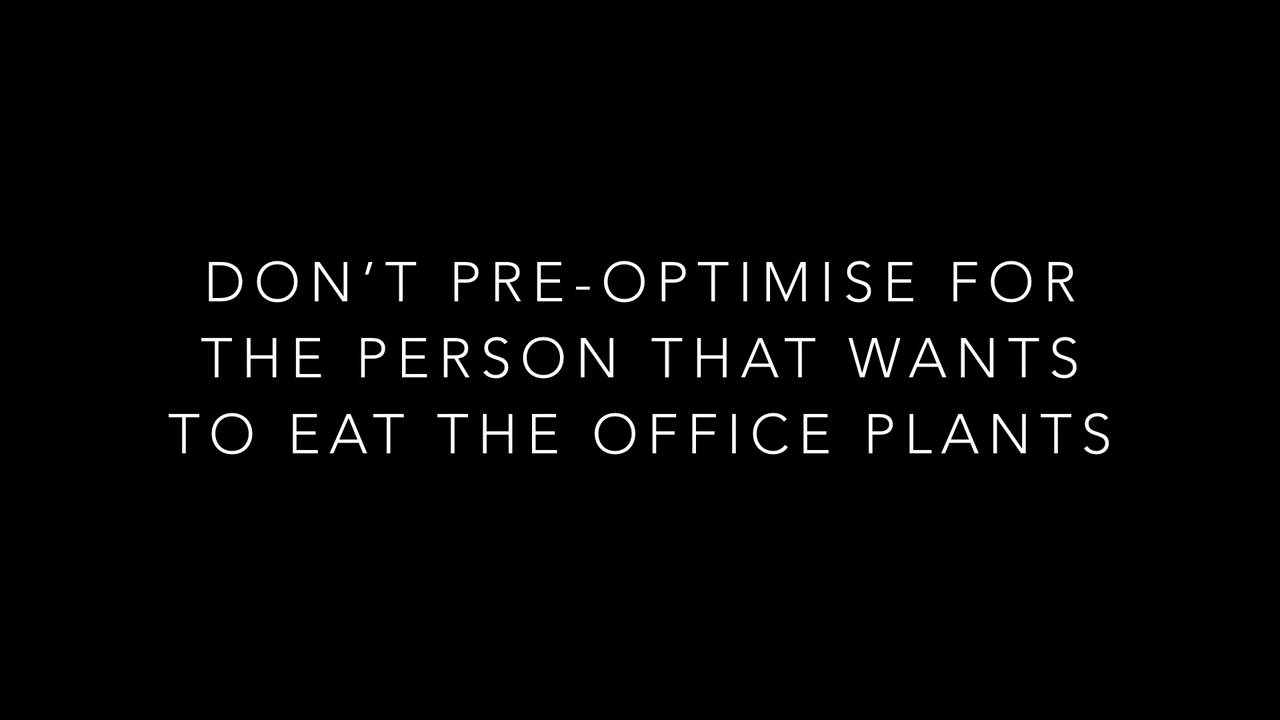 DON’T PRE-OPTIMISE FOR
THE PERSON THAT WANTS
TO EAT THE OFFICE PLANTS